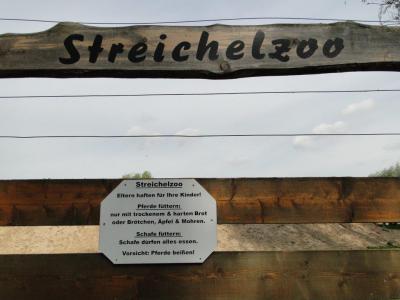 Streichelzoo
Streichelzoo
Eltern haften für Ihre Kinder!
Pferde füttern:
nur mit trockenem & harten Brot
oder Brötchen, Äpfel & Möhren.
Schafe füttern:
Schafe dürfen alles essen.
Vorsicht: Pferde beißen!